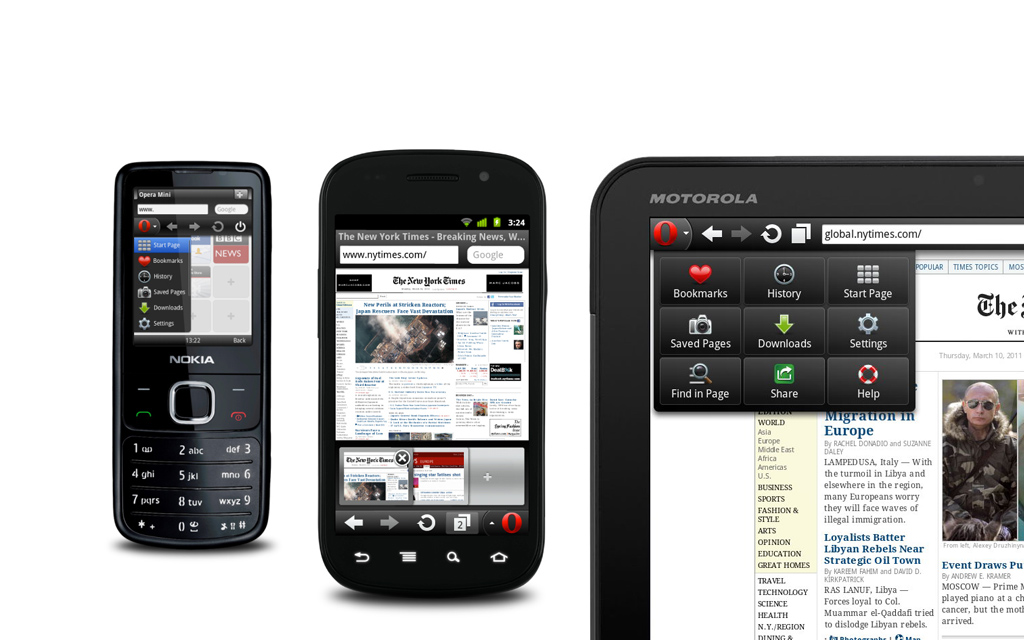 Opera Mini
www.
Google
Start Page
Bookmarks
History
Saved Pages
Downloads
Settings
NEWS
13:22
Back
NOKIA
1
2 abc
def 3
4 ghi
5 jkl
mno 6
7 pqrs
8 tuv
wxyz 9
* +
0
#
3:24
The New York Times - Breaking News, W...
www.nytimes.com/
Google
The New York Times
MARC JACOBS
New Perils at Stricken Reactors;
Japan Rescuers Face Vast Devastation
2
MOTOROLA
global.nytimes.com/
Bookmarks
History
Start Page
Saved Pages
Downloads
Settings
Find in Page
Share
Help
POPULAR
TIMES TOPICS
MOS
The
WIT
Thursday, March 10, 2011
EDITION
WORLD
Asia
Europe
Middle East
Africa
Americas
U.S.
BUSINESS
SPORTS
FASHION &
STYLE
ARTS
OPINION
EDUCATION
GREAT HOMES
TRAVEL
TECHNOLOGY
SCIENCE
HEALTH
N.Y./REGION
DINING &
Migration in
Europe
By RACHEL DONADIO and SUZANNE
DALEY
LAMPEDUSA, Italy — With
the turmoil in Libya and
elsewhere in the region,
many Europeans worry
they will face waves of
illegal immigration.
Loyalists Batter
Libyan Rebels Near
Strategic Oil Town
By KAREEM FAHIM and DAVID D.
KIRKPATRICK
RAS LANUF, Libya —
Forces loyal to Col.
Muammar el-Qaddafi tried
to dislodge Libyan rebels.
Photographs | Map
From left, Alexey Druzhinyn
Event Draws Pu
By ANDREW E. KRAMER
MOSCOW — Prime M
played piano at a ch
cancer, but the moth
arrived.